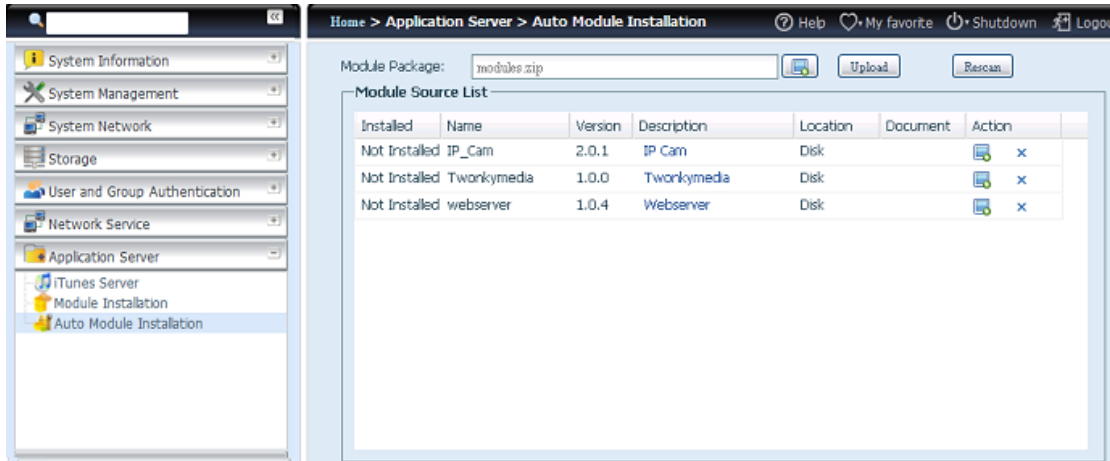 Home > Application Server > Auto Module Installation Help My favorite Shutdown Logou
System Information
System Management
System Network
Storage
User and Group Authentication
Network Service
Application Server
iTunes Server
Module Installation
Auto Module Installation
Module Package: modules.zip Upload Rescan
Module Source List
Installed Name Version Description Location Document Action
Not Installed IP_Cam 2.0.1 IP Cam Disk
Not Installed Twonkymedia 1.0.0 Twonkymedia Disk
Not Installed webserver 1.0.4 Webserver Disk